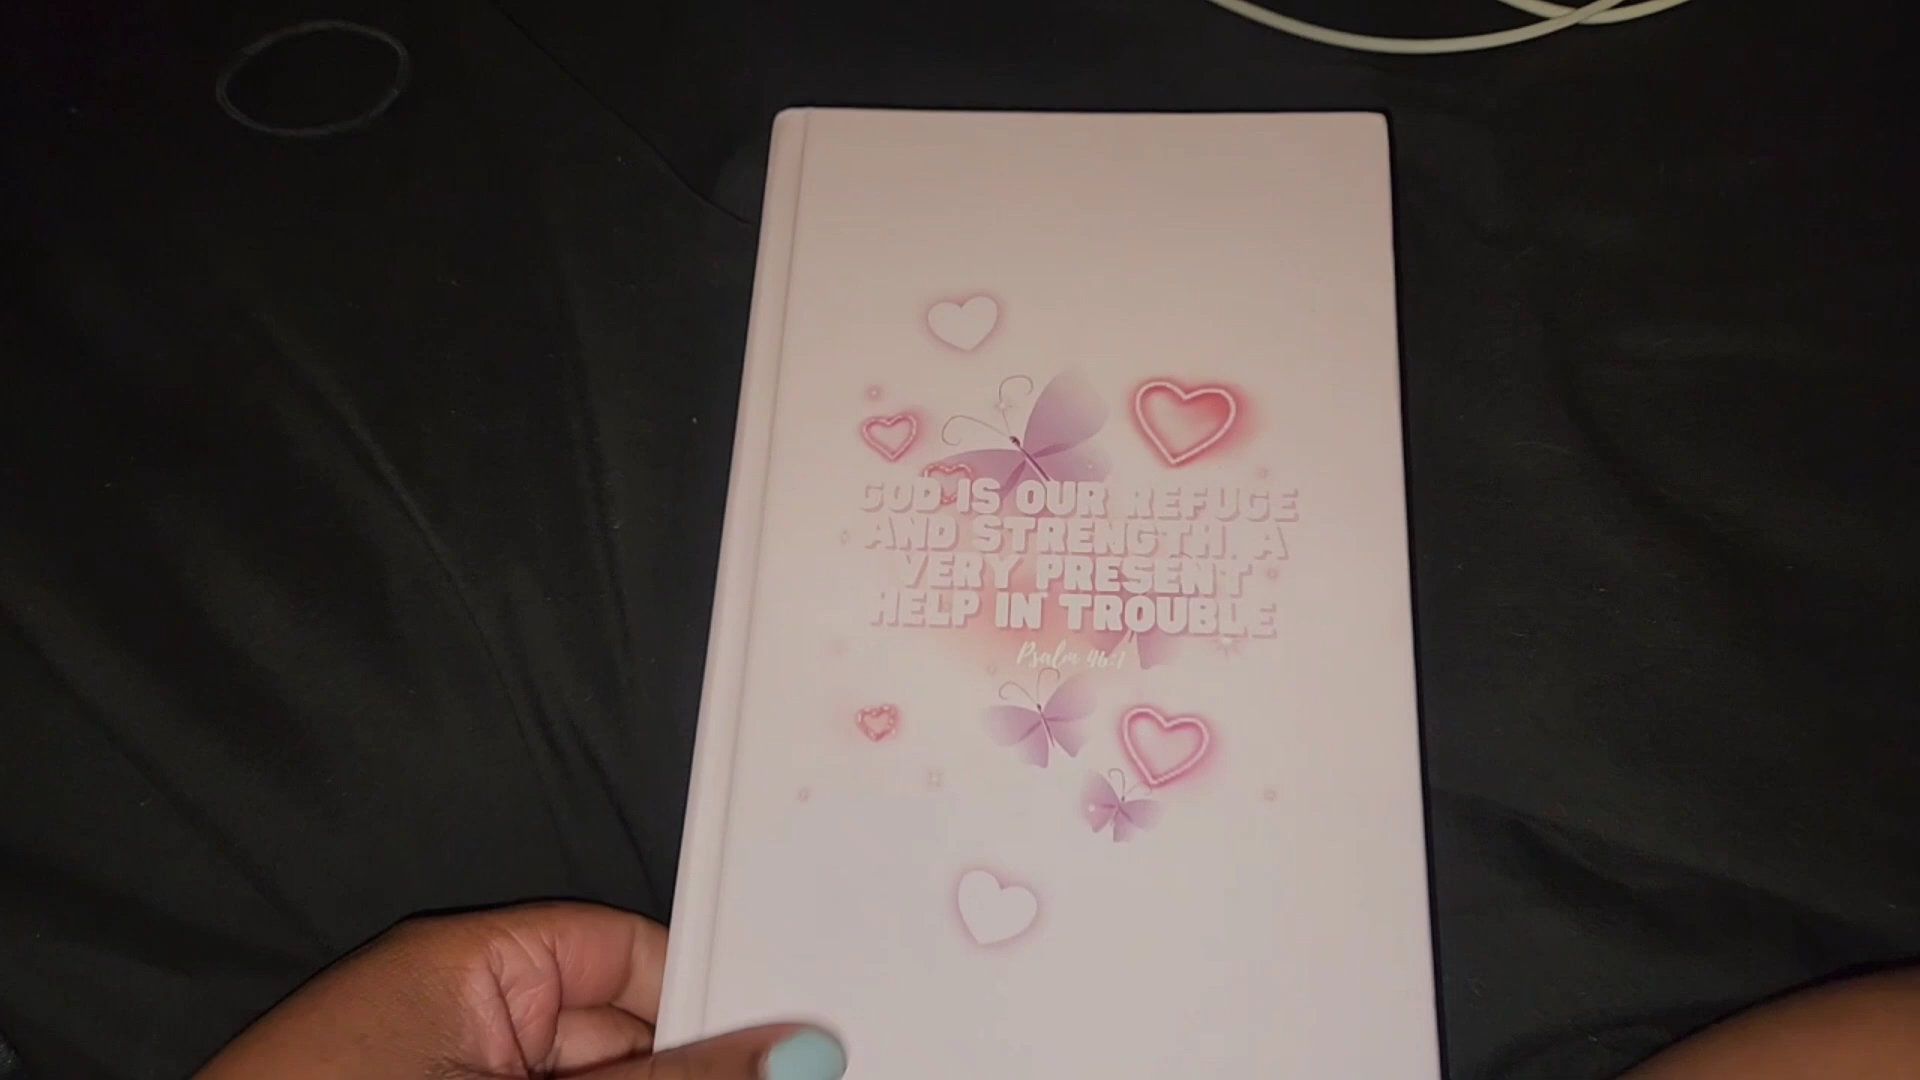 GOD IS OUR REFUGE
AND STRENGTH, A
VERY PRESENT
HELP IN TROUBLE
Psalm 46:1